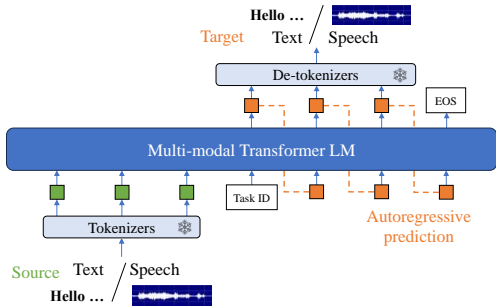 Hello ...
Target
Text
Speech
De-tokenizers
EOS
Multi-modal Transformer LM
Task ID
Tokenizers
Autoregressive
prediction
Source
Text
Speech
Hello ...